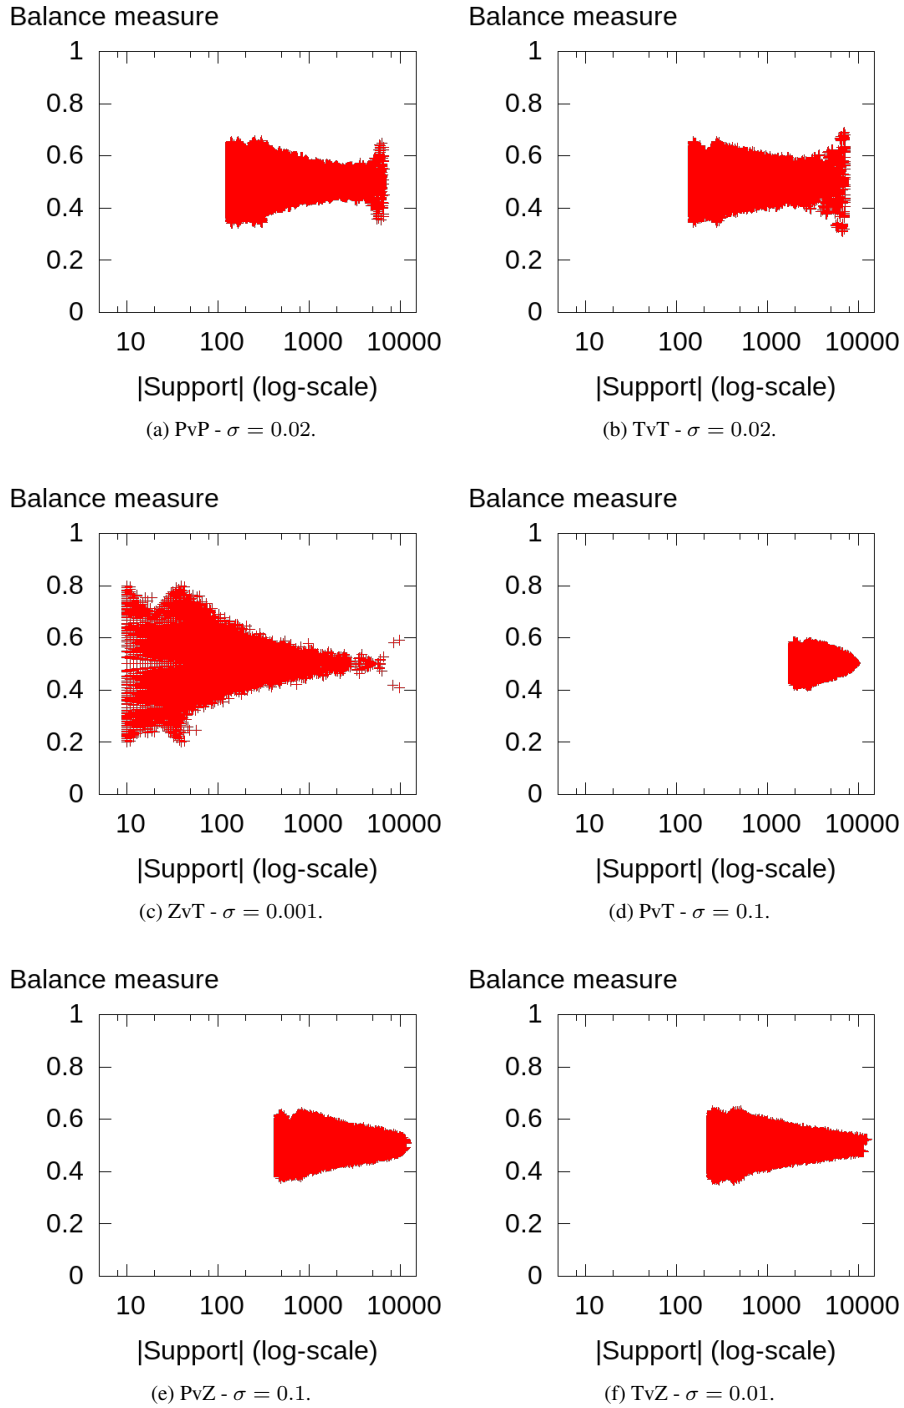 Balance measure
1
0.8
0.6
0.4
0.2
0
10 100 1000 10000
|Support| (log-scale)
(a) PvP - σ = 0.02.
Balance measure
1
0.8
0.6
0.4
0.2
0
10 100 1000 10000
|Support| (log-scale)
(b) TvT - σ = 0.02.
Balance measure
1
0.8
0.6
0.4
0.2
0
10 100 1000 10000
|Support| (log-scale)
(c) ZvT - σ = 0.001.
Balance measure
1
0.8
0.6
0.4
0.2
0
10 100 1000 10000
|Support| (log-scale)
(d) PvT - σ = 0.1.
Balance measure
1
0.8
0.6
0.4
0.2
0
10 100 1000 10000
|Support| (log-scale)
(e) PvZ - σ = 0.1.
Balance measure
1
0.8
0.6
0.4
0.2
0
10 100 1000 10000
|Support| (log-scale)
(f) TvZ - σ = 0.01.